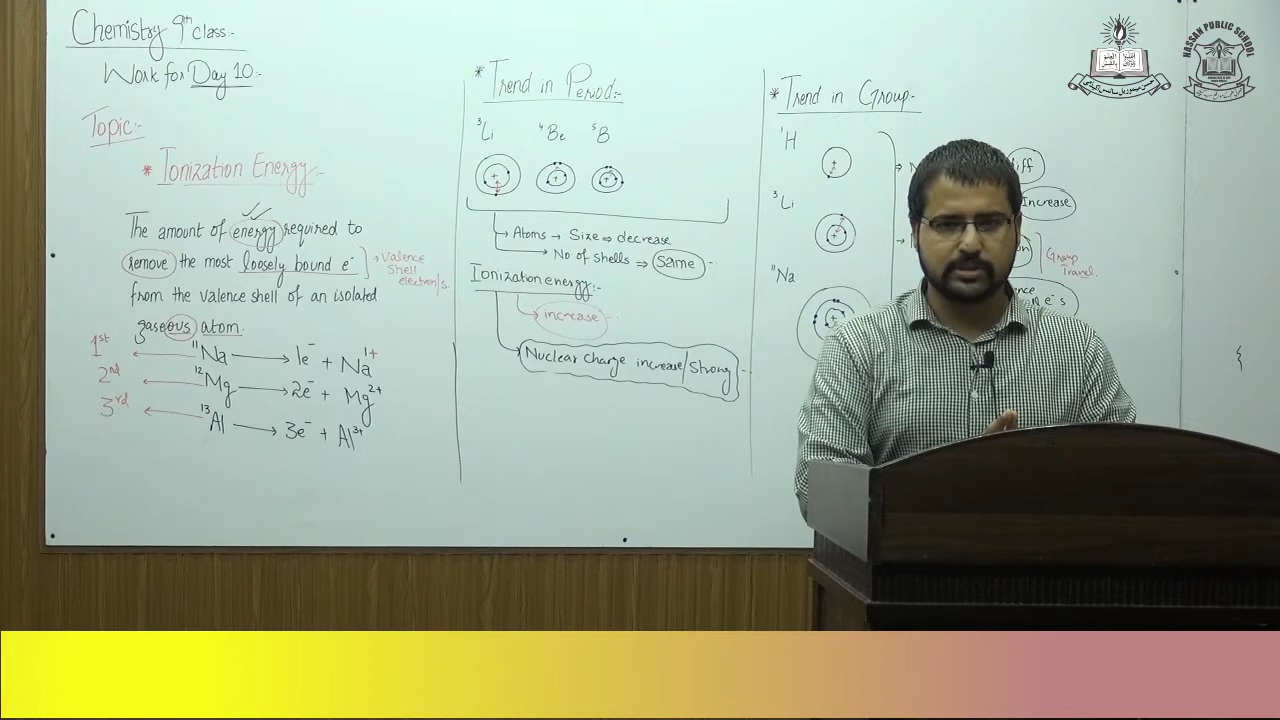 Chemistry 9th class:-
Work for Day 10:-
Topic:-
* Ionization Energy:-
The amount of energy required to
remove the most loosely bound e⁻
from the valence shell of an isolated
gaseous atom.
Valence
Shell
electron/s.
1st ¹¹Na → 1e⁻ + Na¹⁺
2nd ¹²Mg → 2e⁻ + Mg²⁺
3rd ¹³Al → 3e⁻ + Al³⁺
* Trend in Period:-
³Li ⁴Be ⁵B
Atoms → Size ⇒ decrease
No of shells ⇒ Same
Ionization energy:-
increase
Nuclear charge increase/strong
* Trend in Group:-
¹H
³Li
¹¹Na
Increase
Group
e⁻s
HASSAN PUBLIC SCHOOL